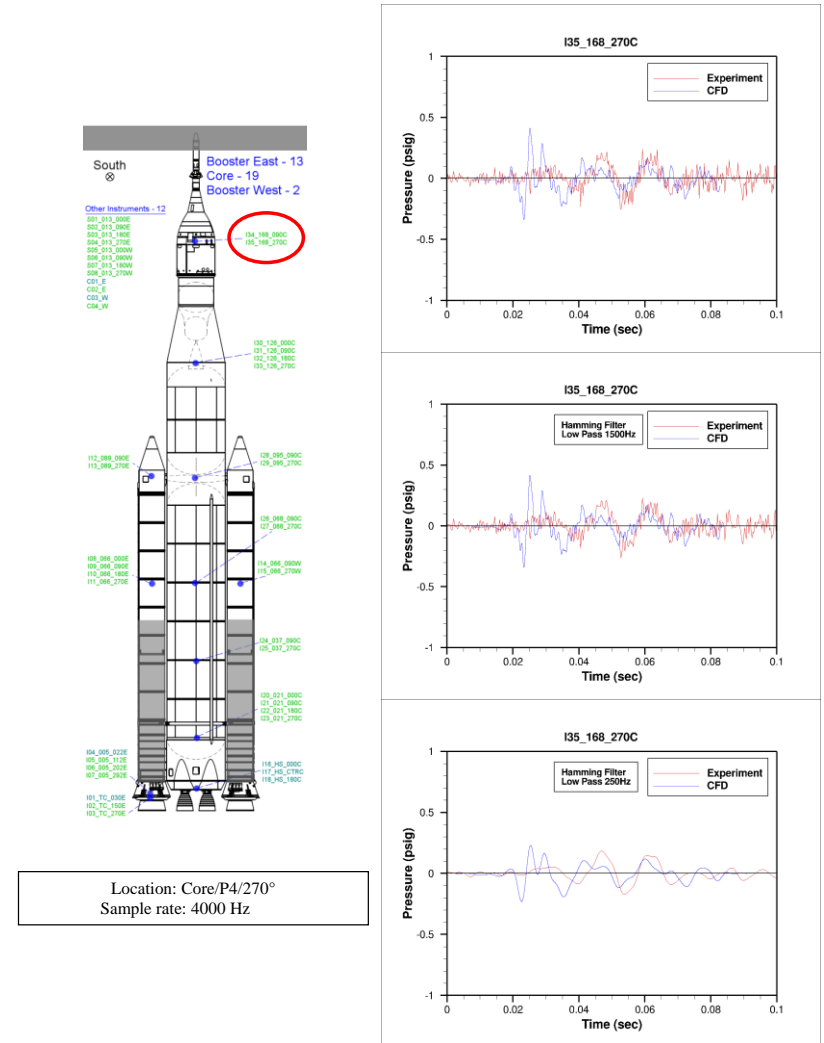 South
⊗
Booster East - 13
Core - 19
Booster West - 2
Other Instruments - 12
S01_013_000E
S02_013_090E
S03_013_180E
S04_013_270E
S05_013_000W
S06_013_090W
S07_013_180W
S08_013_270W
C01_E
C02_E
C03_W
C04_W
I34_168_090C
I35_168_270C
I30_126_000C
I31_126_090C
I32_126_180C
I33_126_270C
I12_089_090E
I13_089_270E
I28_095_090C
I29_095_270C
I26_068_090C
I27_068_270C
I08_066_000E
I09_066_090E
I10_066_180E
I11_066_270E
I14_066_090W
I15_066_270W
I24_037_090C
I25_037_270C
I20_021_000C
I21_021_090C
I22_021_180C
I23_021_270C
I04_005_022E
I05_005_112E
I06_005_202E
I07_005_292E
I16_HS_000C
I17_HS_CTRC
I18_HS_180C
I01_TC_030E
I02_TC_150E
I03_TC_270E
Location: Core/P4/270°
Sample rate: 4000 Hz
I35_168_270C
Experiment
CFD
Pressure (psig)
1
0.5
0
-0.5
-1
0 0.02 0.04 0.06 0.08 0.1
Time (sec)
I35_168_270C
Hamming Filter
Low Pass 1500Hz
Experiment
CFD
Pressure (psig)
1
0.5
0
-0.5
-1
0 0.02 0.04 0.06 0.08 0.1
Time (sec)
I35_168_270C
Hamming Filter
Low Pass 250Hz
Experiment
CFD
Pressure (psig)
1
0.5
0
-0.5
-1
0 0.02 0.04 0.06 0.08 0.1
Time (sec)